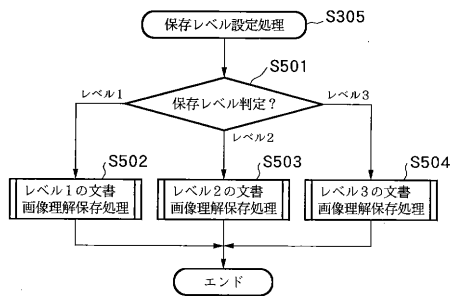 保存レベル設定処理
S305
S501
レベル1
保存レベル判定？
レベル3
レベル2
S502
S503
S504
レベル１の文書
画像理解保存処理
レベル２の文書
画像理解保存処理
レベル３の文書
画像理解保存処理
エンド